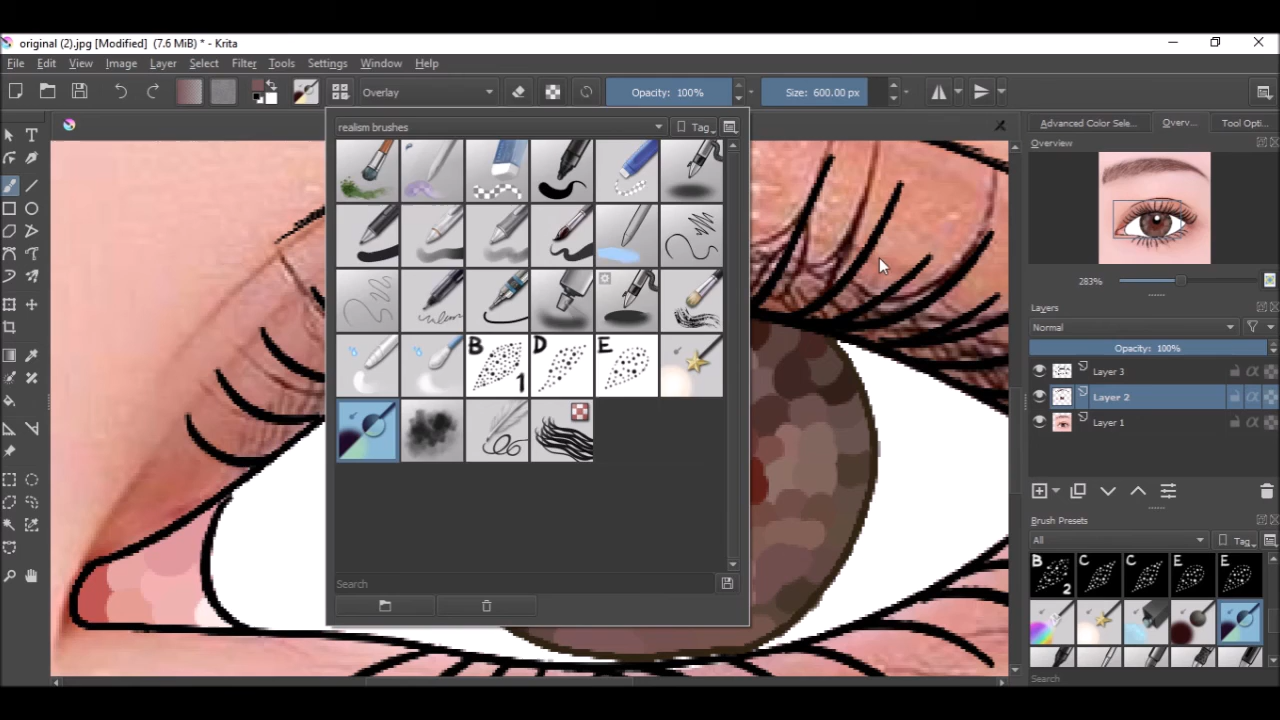 original (2).jpg [Modified] (7.6 MiB) * - Krita
File Edit View Image Layer Select Filter Tools Settings Window Help
Overlay
Opacity: 100%
Size: 600.00 px
realism brushes
Tag
B
1
D
E
Search
Advanced Color Sele...
Overv...
Tool Opti...
Overview
283%
Layers
Normal
Opacity: 100%
Layer 3
Layer 2
Layer 1
Brush Presets
All
Tag
B
2
C
C
E
E
Search